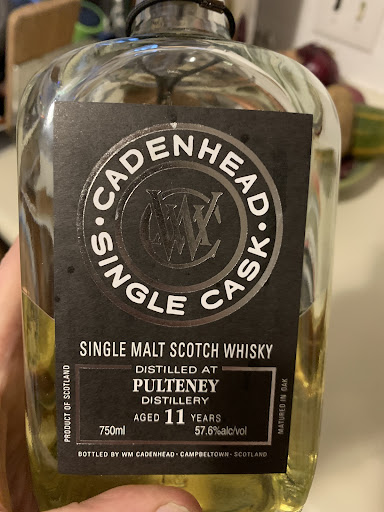 · CADENHEAD ·
SINGLE CASK
WC
SINGLE MALT SCOTCH WHISKY
DISTILLED AT
PULTENEY
DISTILLERY
AGED 11 YEARS
750ml 57.6%alc/vol
PRODUCT OF SCOTLAND
MATURED IN OAK
BOTTLED BY WM CADENHEAD · CAMPBELTOWN · SCOTLAND